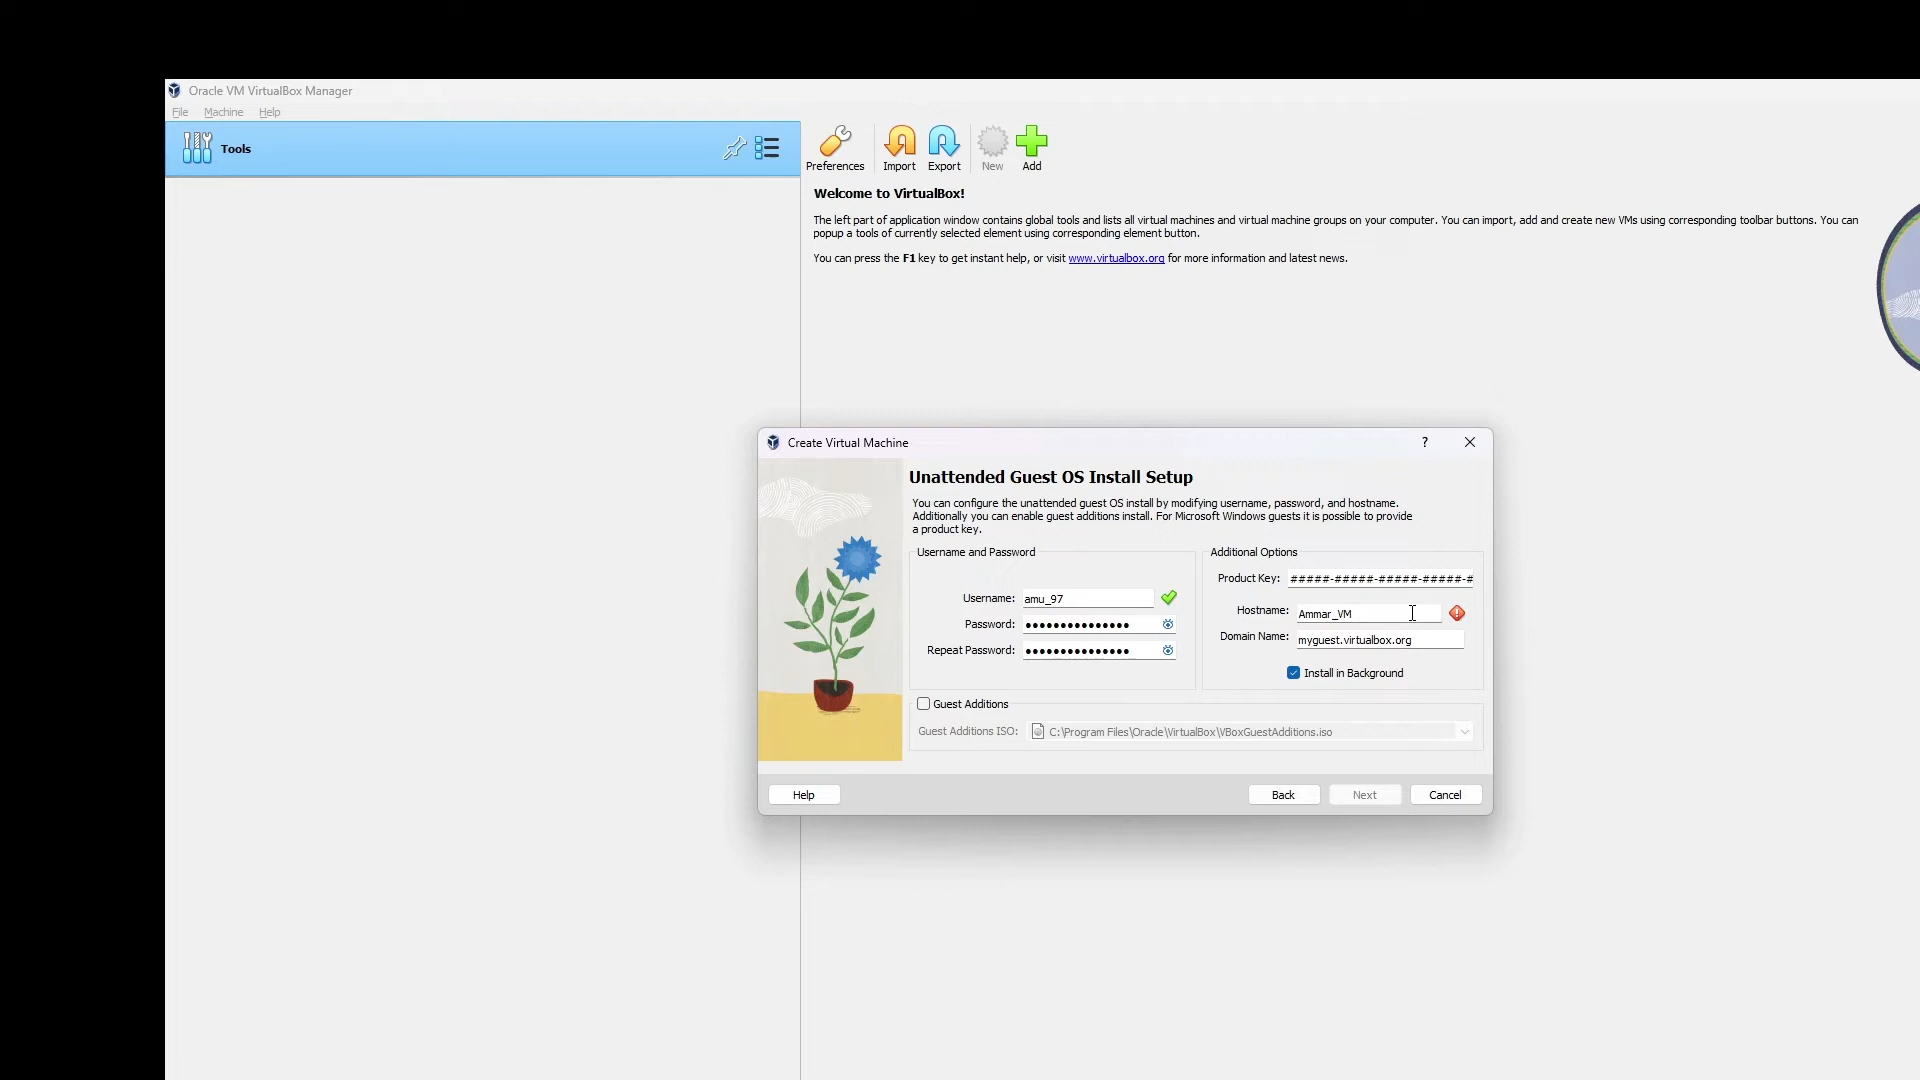 Oracle VM VirtualBox Manager
File Machine Help
Tools
Preferences Import Export New Add
Welcome to VirtualBox!
The left part of application window contains global tools and lists all virtual machines and virtual machine groups on your computer. You can import, add and create new VMs using corresponding toolbar buttons. You can
popup a tools of currently selected element using corresponding element button.
You can press the F1 key to get instant help, or visit www.virtualbox.org for more information and latest news.
Create Virtual Machine ?
Unattended Guest OS Install Setup
You can configure the unattended guest OS install by modifying username, password, and hostname.
Additionally you can enable guest additions install. For Microsoft Windows guests it is possible to provide
a product key.
Username and Password
Username: amu_97
Password: ●●●●●●●●●●●●●●●
Repeat Password: ●●●●●●●●●●●●●●●
Additional Options
Product Key: #####-#####-#####-#####-#
Hostname: Ammar_VM
Domain Name: myguest.virtualbox.org
Install in Background
Guest Additions
Guest Additions ISO: C:\Program Files\Oracle\VirtualBox\VBoxGuestAdditions.iso
Help Back Next Cancel